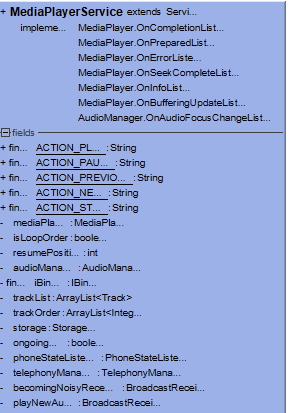 + MediaPlayerService extends Servi...
impleme... MediaPlayer.OnCompletionList...
MediaPlayer.OnPreparedList...
MediaPlayer.OnErrorListe...
MediaPlayer.OnSeekCompleteList...
MediaPlayer.OnInfoList...
MediaPlayer.OnBufferingUpdateList...
AudioManager.OnAudioFocusChangeList...
fields
+ fin... ACTION_PL... : String
+ fin... ACTION_PAU... : String
+ fin... ACTION_PREVIO... : String
+ fin... ACTION_NE... : String
+ fin... ACTION_ST... : String
- mediaPla... : MediaPla...
- isLoopOrder : boole...
- resumePositi... : int
- audioMana... : AudioMana...
- fin... iBin... : IBin...
- trackList : ArrayList<Track>
- trackOrder : ArrayList<Integ...
- storage : Storage...
- ongoing... : boole...
- phoneStateListe... : PhoneStateListe...
- telephonyMana... : TelephonyMana...
- becomingNoisyRece... : BroadcastRecei...
- playNewAu... : BroadcastRecei...